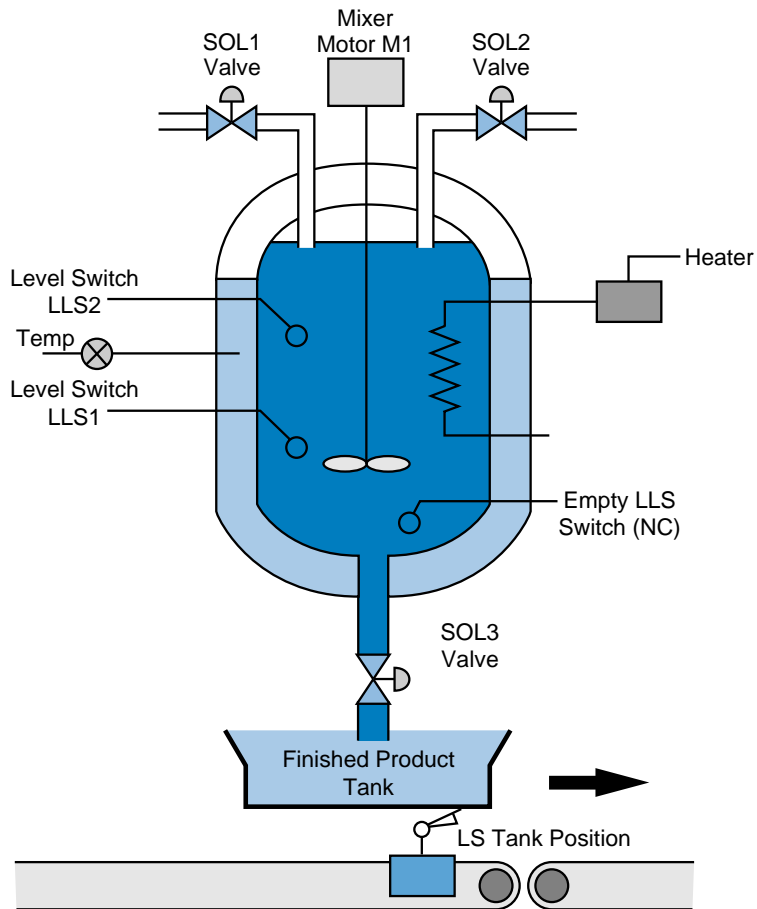 Mixer
Motor M1
SOL1
Valve
SOL2
Valve
Heater
Level Switch
LLS2
Temp
Level Switch
LLS1
Empty LLS
Switch (NC)
SOL3
Valve
Finished Product
Tank
LS Tank Position